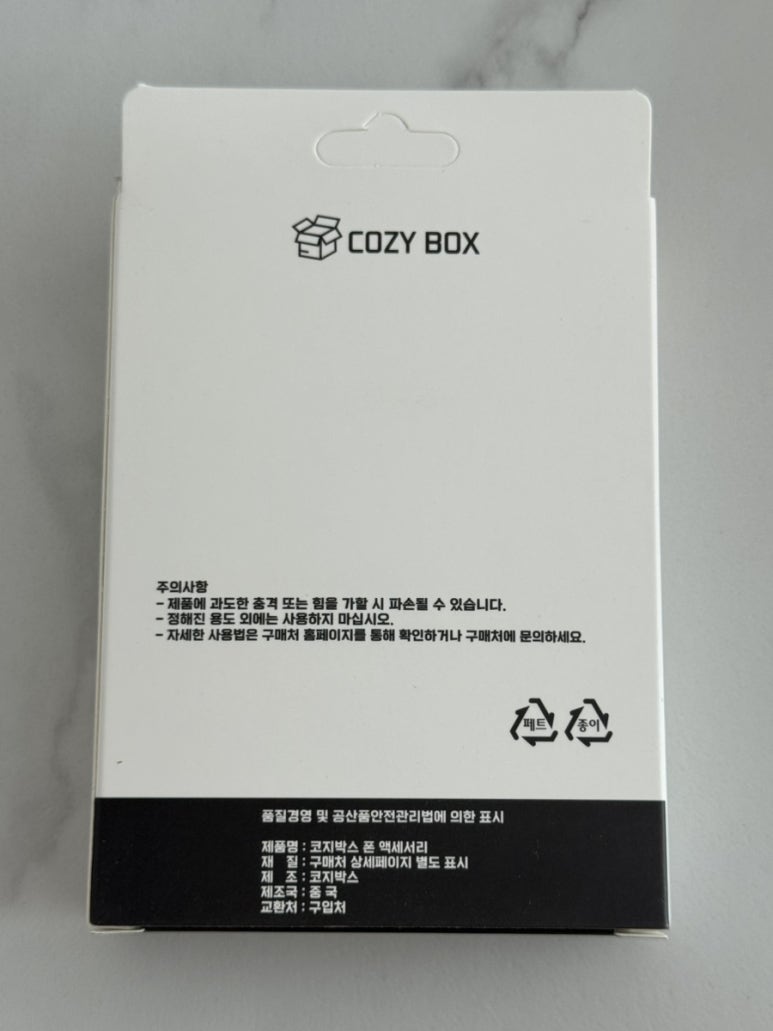 COZY BOX
주의사항
- 제품에 과도한 충격 또는 힘을 가할 시 파손될 수 있습니다.
- 정해진 용도 외에는 사용하지 마십시오.
- 자세한 사용법은 구매처 홈페이지를 통해 확인하거나 구매처에 문의하세요.
페트 종이
품질경영 및 공산품안전관리법에 의한 표시
제품명 : 코지박스 폰 액세서리
재 질 : 구매처 상세페이지 별도 표시
제 조 : 코지박스
제조국 : 중 국
교환처 : 구입처